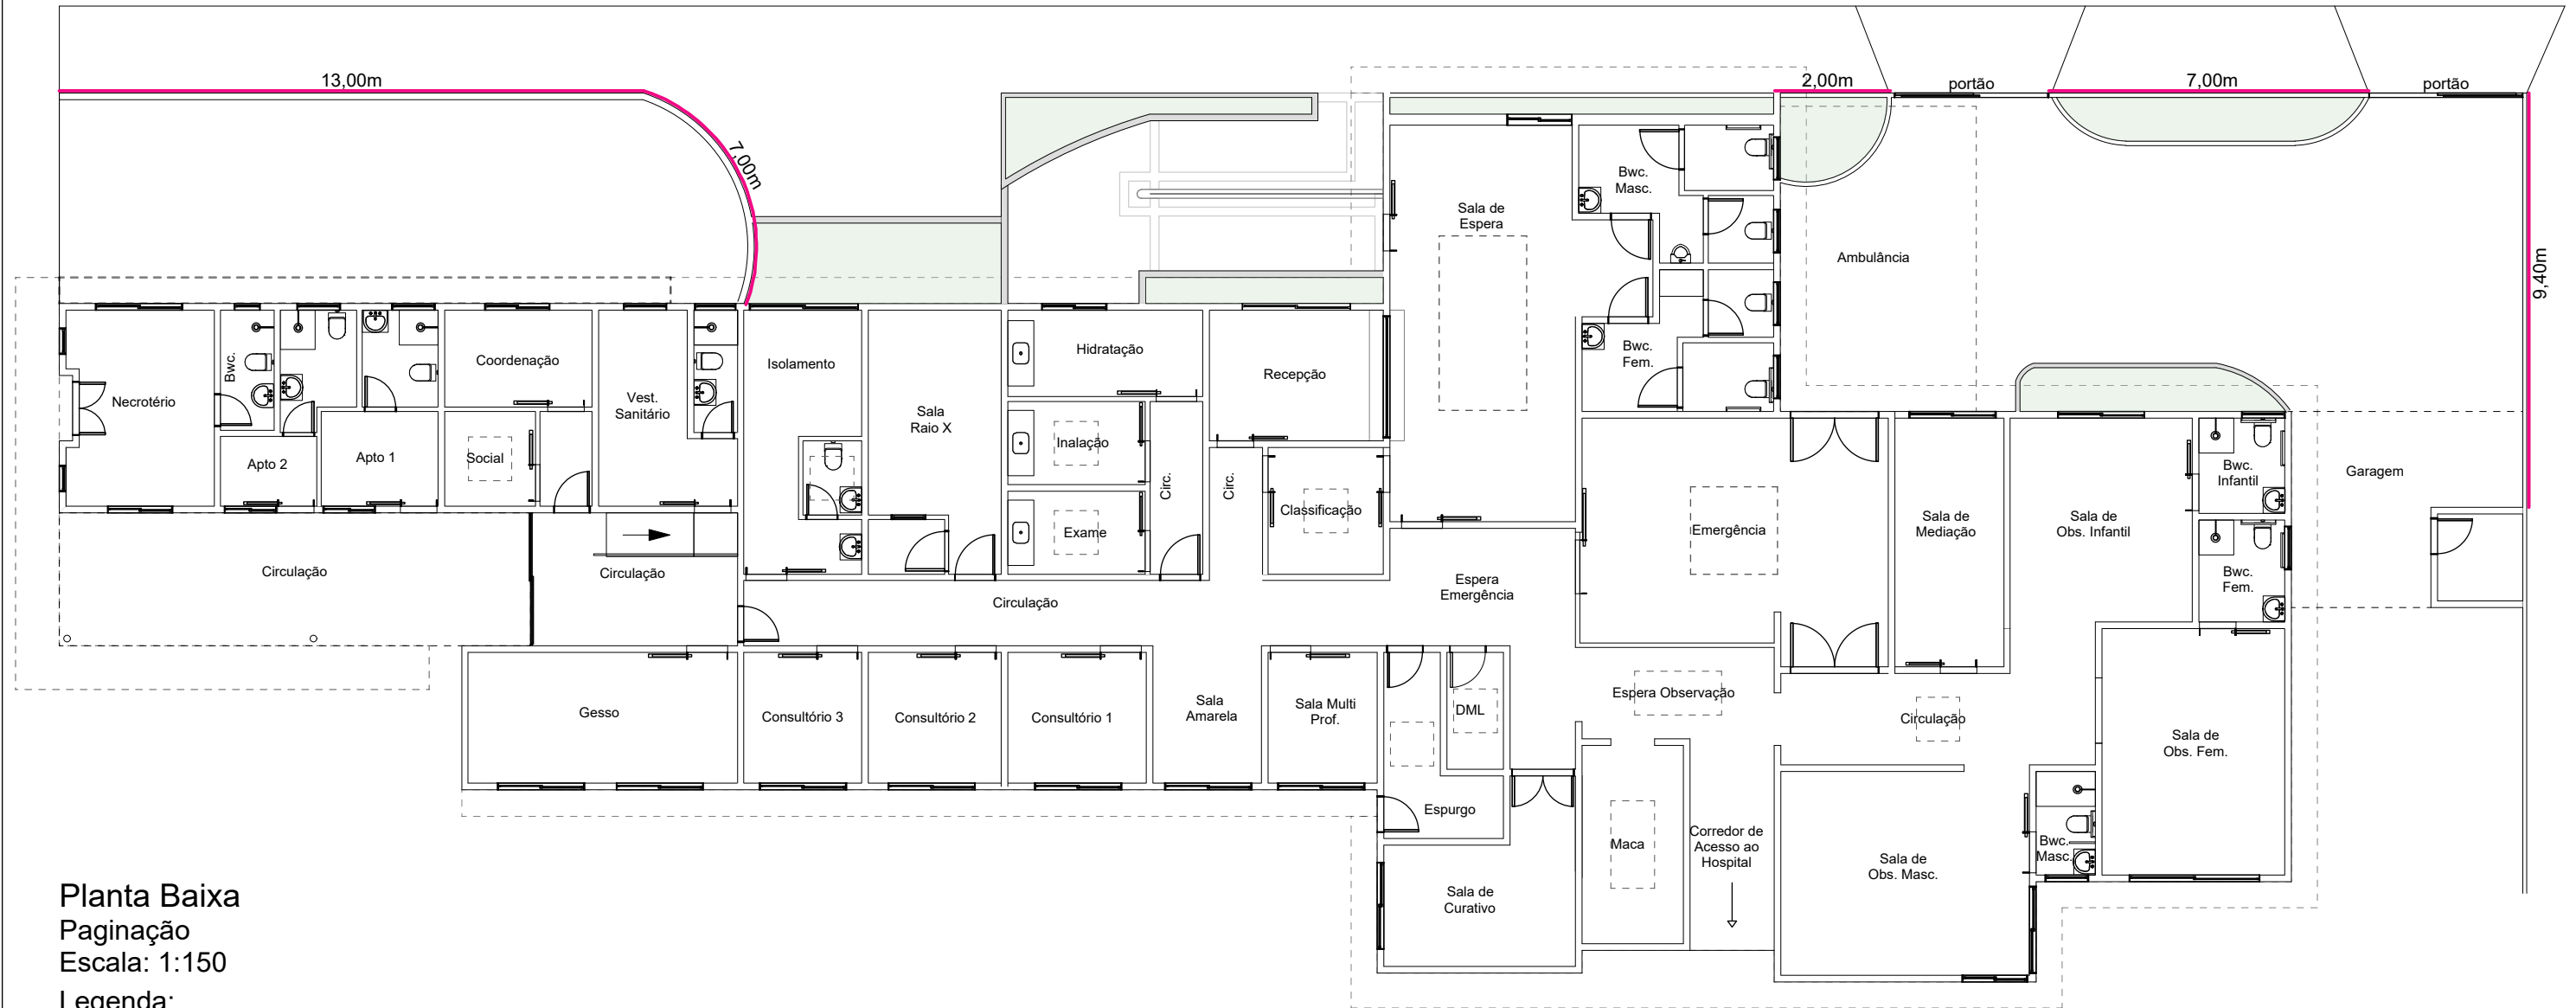 13,00m
2,00m
portão
7,00m
portão
7,00m
9,40m
Bwc.
Masc.
Sala de
Espera
Ambulância
Bwc.
Fem.
Necrotério
Bwc.
Coordenação
Vest.
Sanitário
Isolamento
Sala
Raio X
Hidratação
Recepção
Inalação
Apto 2
Apto 1
Social
Circ.
Circ.
Exame
Classificação
Emergência
Sala de
Mediação
Sala de
Obs. Infantil
Bwc.
Infantil
Garagem
Bwc.
Fem.
Circulação
Circulação
Circulação
Espera
Emergência
Gesso
Consultório 3
Consultório 2
Consultório 1
Sala
Amarela
Sala Multi
Prof.
DML
Espera Observação
Circulação
Sala de
Obs. Fem.
Espurgo
Maca
Corredor de
Acesso ao
Hospital
Sala de
Obs. Masc.
Bwc.
Masc.
Sala de
Curativo
Planta Baixa
Paginação
Escala: 1:150
Legenda: